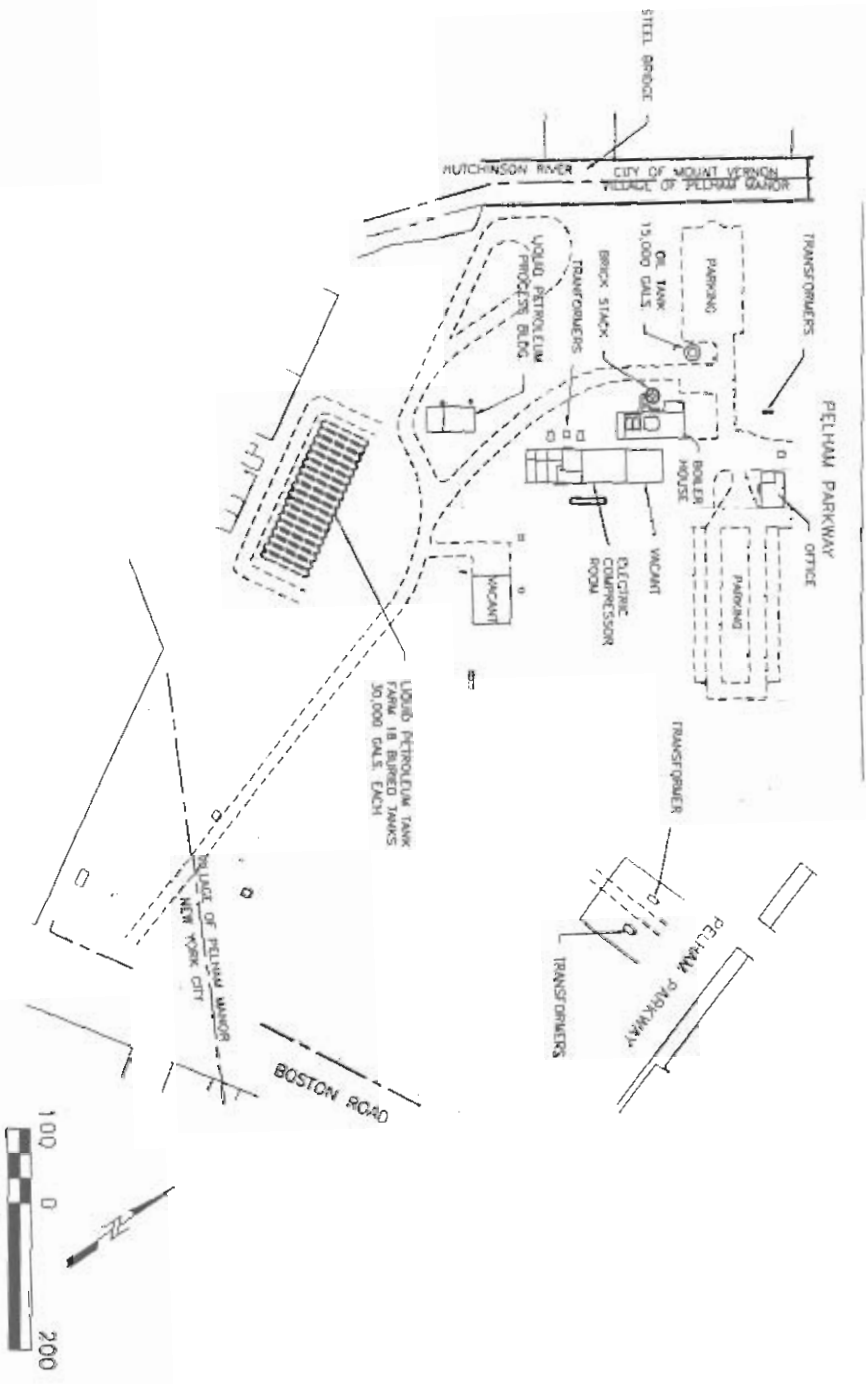 STEEL BRIDGE
HUTCHINSON RIVER
CITY OF MOUNT VERNON
VILLAGE OF PELHAM MANOR
TRANSFORMERS
PELHAM PARKWAY
PARKING
OIL TANK
15,000 GALS.
BRICK STACK
TRANFORMERS
LIQUID PETROLEUM
PROCESS BLDG.
OFFICE
BOILER
HOUSE
PARKING
VACANT
ELECTRIC
COMPRESSOR
ROOM
VACANT
LIQUID PETROLEUM TANK
FARM 18 BURIED TANKS
30,000 GALS. EACH
TRANSFORMER
PELHAM PARKWAY
TRANSFORMERS
VILLAGE OF PELHAM MANOR
NEW YORK CITY
BOSTON ROAD
N
100 0 200